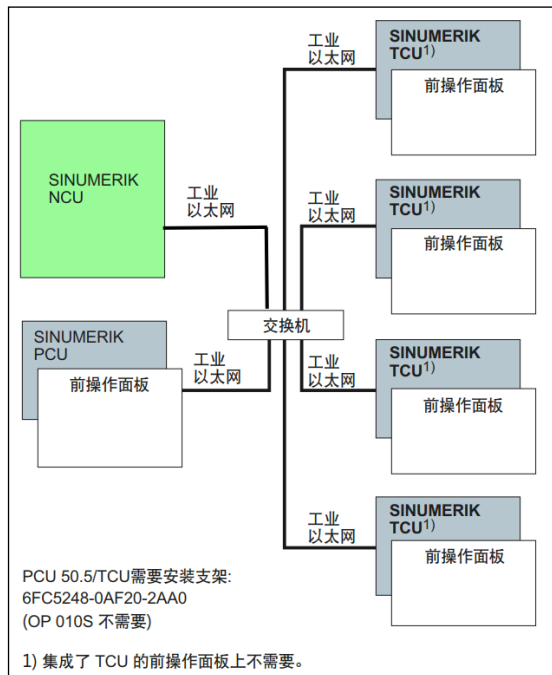 工业
以太网
SINUMERIK
TCU1)
前操作面板
SINUMERIK
NCU
工业
以太网
工业
以太网
SINUMERIK
TCU1)
前操作面板
交换机
SINUMERIK
PCU
前操作面板
工业
以太网
工业
以太网
SINUMERIK
TCU1)
前操作面板
工业
以太网
SINUMERIK
TCU1)
前操作面板
PCU 50.5/TCU需要安装支架:
6FC5248-0AF20-2AA0
(OP 010S 不需要)
1) 集成了 TCU 的前操作面板上不需要。